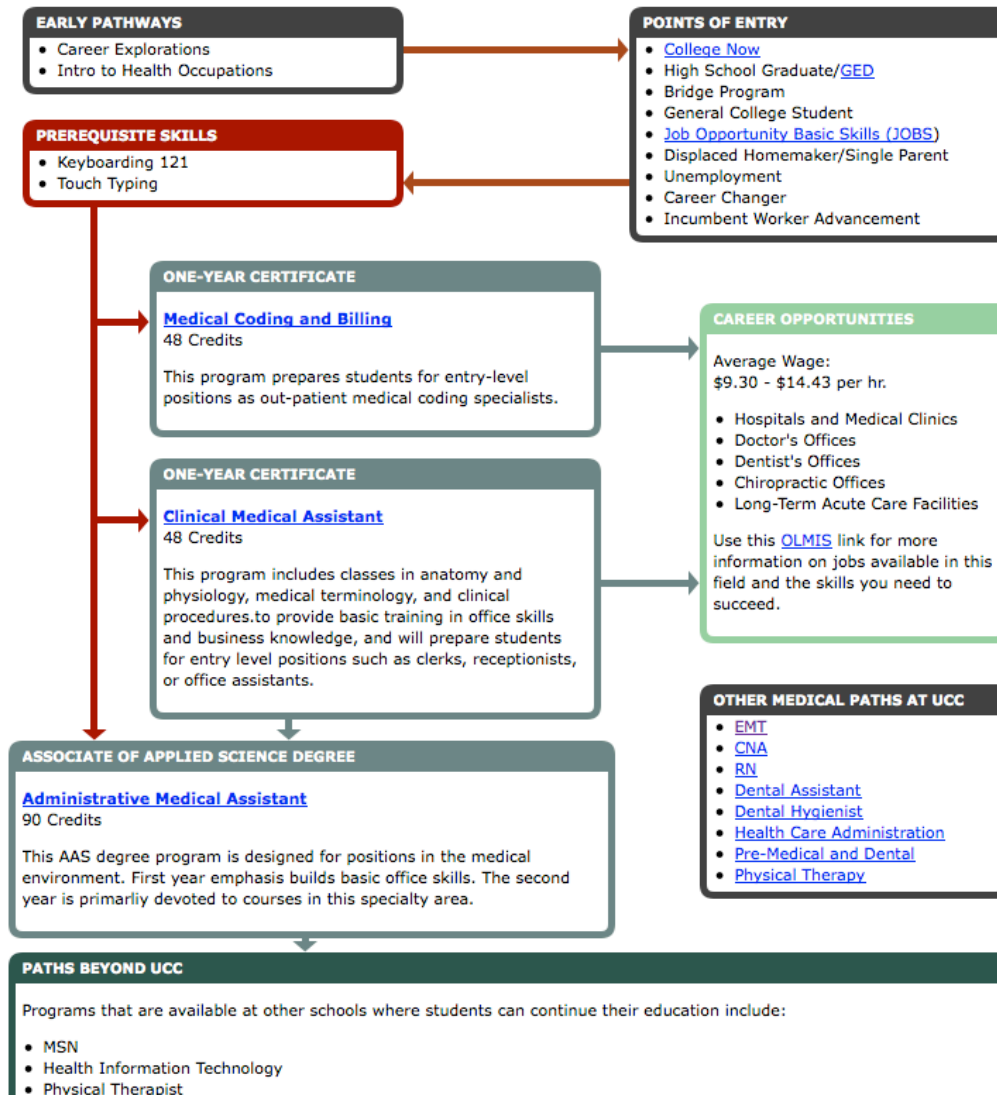 EARLY PATHWAYS
• Career Explorations
• Intro to Health Occupations
POINTS OF ENTRY
• College Now
• High School Graduate/GED
• Bridge Program
• General College Student
• Job Opportunity Basic Skills (JOBS)
• Displaced Homemaker/Single Parent
• Unemployment
• Career Changer
• Incumbent Worker Advancement
PREREQUISITE SKILLS
• Keyboarding 121
• Touch Typing
ONE-YEAR CERTIFICATE
Medical Coding and Billing
48 Credits
This program prepares students for entry-level
positions as out-patient medical coding specialists.
ONE-YEAR CERTIFICATE
Clinical Medical Assistant
48 Credits
This program includes classes in anatomy and
physiology, medical terminology, and clinical
procedures.to provide basic training in office skills
and business knowledge, and will prepare students
for entry level positions such as clerks, receptionists,
or office assistants.
CAREER OPPORTUNITIES
Average Wage:
$9.30 - $14.43 per hr.
• Hospitals and Medical Clinics
• Doctor's Offices
• Dentist's Offices
• Chiropractic Offices
• Long-Term Acute Care Facilities
Use this OLMIS link for more
information on jobs available in this
field and the skills you need to
succeed.
OTHER MEDICAL PATHS AT UCC
• EMT
• CNA
• RN
• Dental Assistant
• Dental Hygienist
• Health Care Administration
• Pre-Medical and Dental
• Physical Therapy
ASSOCIATE OF APPLIED SCIENCE DEGREE
Administrative Medical Assistant
90 Credits
This AAS degree program is designed for positions in the medical
environment. First year emphasis builds basic office skills. The second
year is primarliy devoted to courses in this specialty area.
PATHS BEYOND UCC
Programs that are available at other schools where students can continue their education include:
• MSN
• Health Information Technology
• Physical Therapist